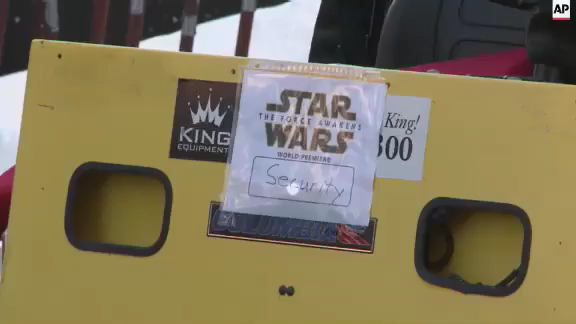 AP
STAR
THE FORCE AWAKENS
WARS
WORLD PREMIERE
Security
KING
EQUIPMENT
King!
300